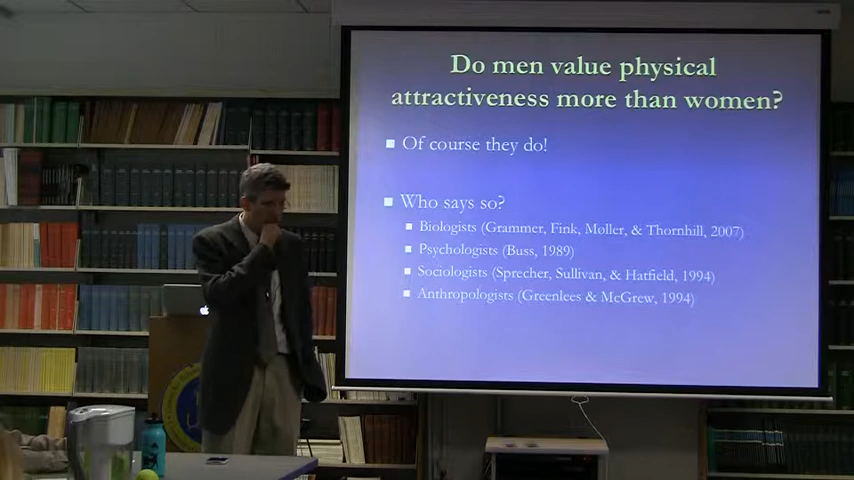 Do men value physical
attractiveness more than women?
Of course they do!
Who says so?
Biologists (Grammer, Fink, Møller, & Thornhill, 2007)
Psychologists (Buss, 1989)
Sociologists (Sprecher, Sullivan, & Hatfield, 1994)
Anthropologists (Greenlees & McGrew, 1994)